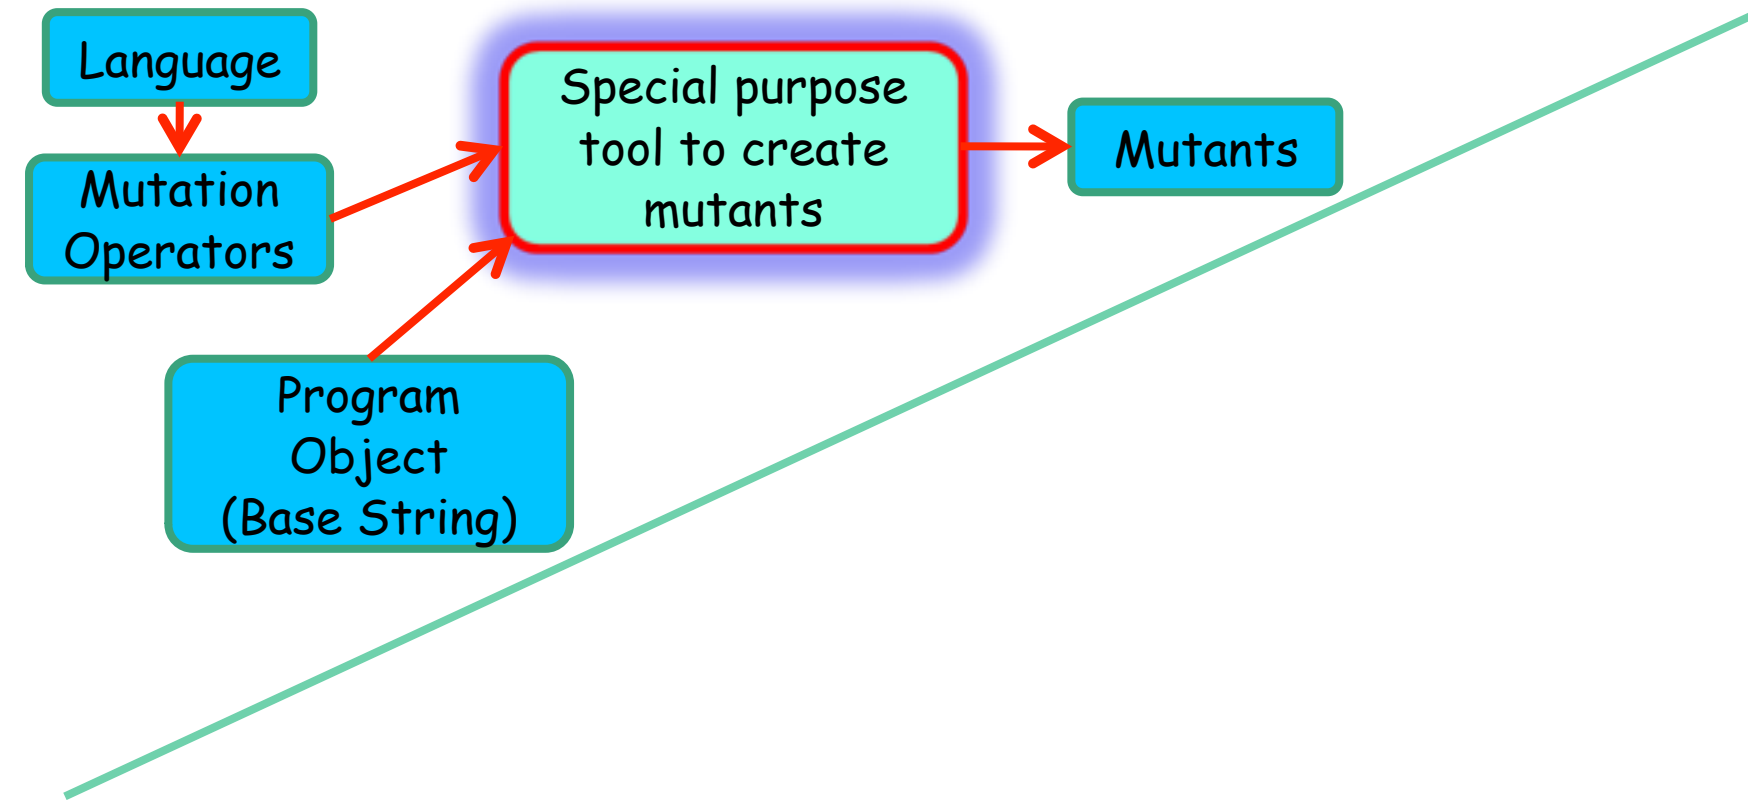 Language
Mutation
Operators
Special purpose
tool to create
mutants
Mutants
Program
Object
(Base String)